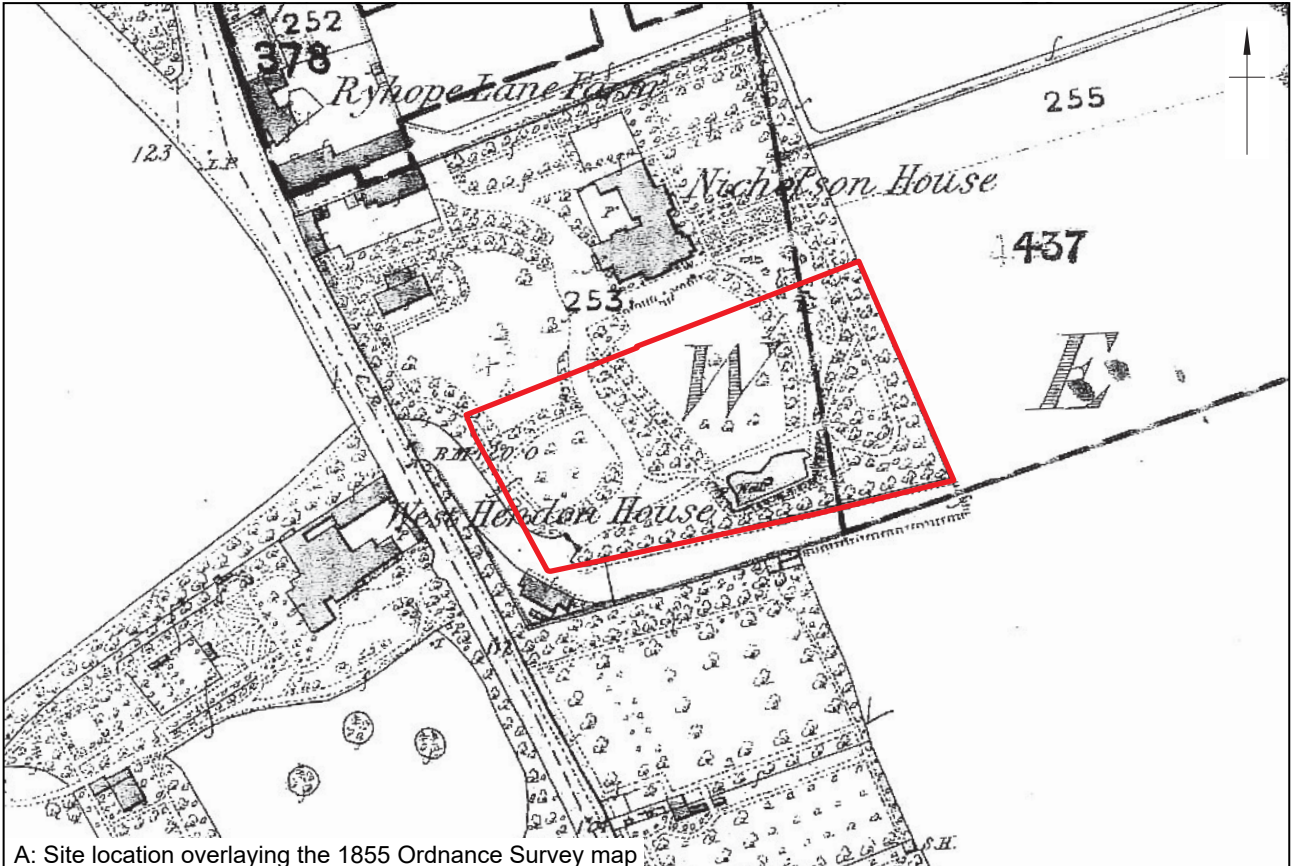 252
378
Ryhope Lane Farm
255
123
L.P.
Nicholson House
437
253
W
E
B.M. 120.0
West Hendon House
S.H.
A: Site location overlaying the 1855 Ordnance Survey map